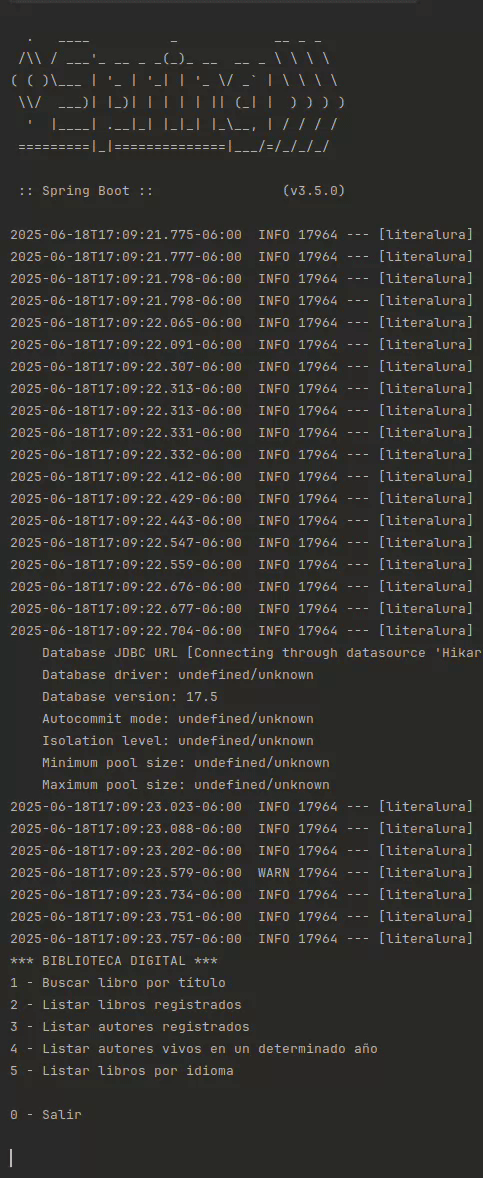 .   ____          _            __ _ _
 /\\ / ___'_ __ _ _(_)_ __  __ _ \ \ \ \
( ( )\___ | '_ | '_| | '_ \/ _` | \ \ \ \
 \\/  ___)| |_)| | | | | || (_| |  ) ) ) )
  '  |____| .__|_| |_|_| |_\__, | / / / /
 =========|_|==============|___/=/_/_/_/
 :: Spring Boot ::                (v3.5.0)
2025-06-18T17:09:21.775-06:00  INFO 17964 --- [literalura]
2025-06-18T17:09:21.777-06:00  INFO 17964 --- [literalura]
2025-06-18T17:09:21.798-06:00  INFO 17964 --- [literalura]
2025-06-18T17:09:21.798-06:00  INFO 17964 --- [literalura]
2025-06-18T17:09:22.065-06:00  INFO 17964 --- [literalura]
2025-06-18T17:09:22.091-06:00  INFO 17964 --- [literalura]
2025-06-18T17:09:22.307-06:00  INFO 17964 --- [literalura]
2025-06-18T17:09:22.313-06:00  INFO 17964 --- [literalura]
2025-06-18T17:09:22.313-06:00  INFO 17964 --- [literalura]
2025-06-18T17:09:22.331-06:00  INFO 17964 --- [literalura]
2025-06-18T17:09:22.332-06:00  INFO 17964 --- [literalura]
2025-06-18T17:09:22.412-06:00  INFO 17964 --- [literalura]
2025-06-18T17:09:22.429-06:00  INFO 17964 --- [literalura]
2025-06-18T17:09:22.443-06:00  INFO 17964 --- [literalura]
2025-06-18T17:09:22.547-06:00  INFO 17964 --- [literalura]
2025-06-18T17:09:22.559-06:00  INFO 17964 --- [literalura]
2025-06-18T17:09:22.676-06:00  INFO 17964 --- [literalura]
2025-06-18T17:09:22.677-06:00  INFO 17964 --- [literalura]
2025-06-18T17:09:22.704-06:00  INFO 17964 --- [literalura]
    Database JDBC URL [Connecting through datasource 'Hikar
    Database driver: undefined/unknown
    Database version: 17.5
    Autocommit mode: undefined/unknown
    Isolation level: undefined/unknown
    Minimum pool size: undefined/unknown
    Maximum pool size: undefined/unknown
2025-06-18T17:09:23.023-06:00  INFO 17964 --- [literalura]
2025-06-18T17:09:23.088-06:00  INFO 17964 --- [literalura]
2025-06-18T17:09:23.202-06:00  INFO 17964 --- [literalura]
2025-06-18T17:09:23.579-06:00  WARN 17964 --- [literalura]
2025-06-18T17:09:23.734-06:00  INFO 17964 --- [literalura]
2025-06-18T17:09:23.751-06:00  INFO 17964 --- [literalura]
2025-06-18T17:09:23.757-06:00  INFO 17964 --- [literalura]
*** BIBLIOTECA DIGITAL ***
1 - Buscar libro por título
2 - Listar libros registrados
3 - Listar autores registrados
4 - Listar autores vivos en un determinado año
5 - Listar libros por idioma
0 - Salir